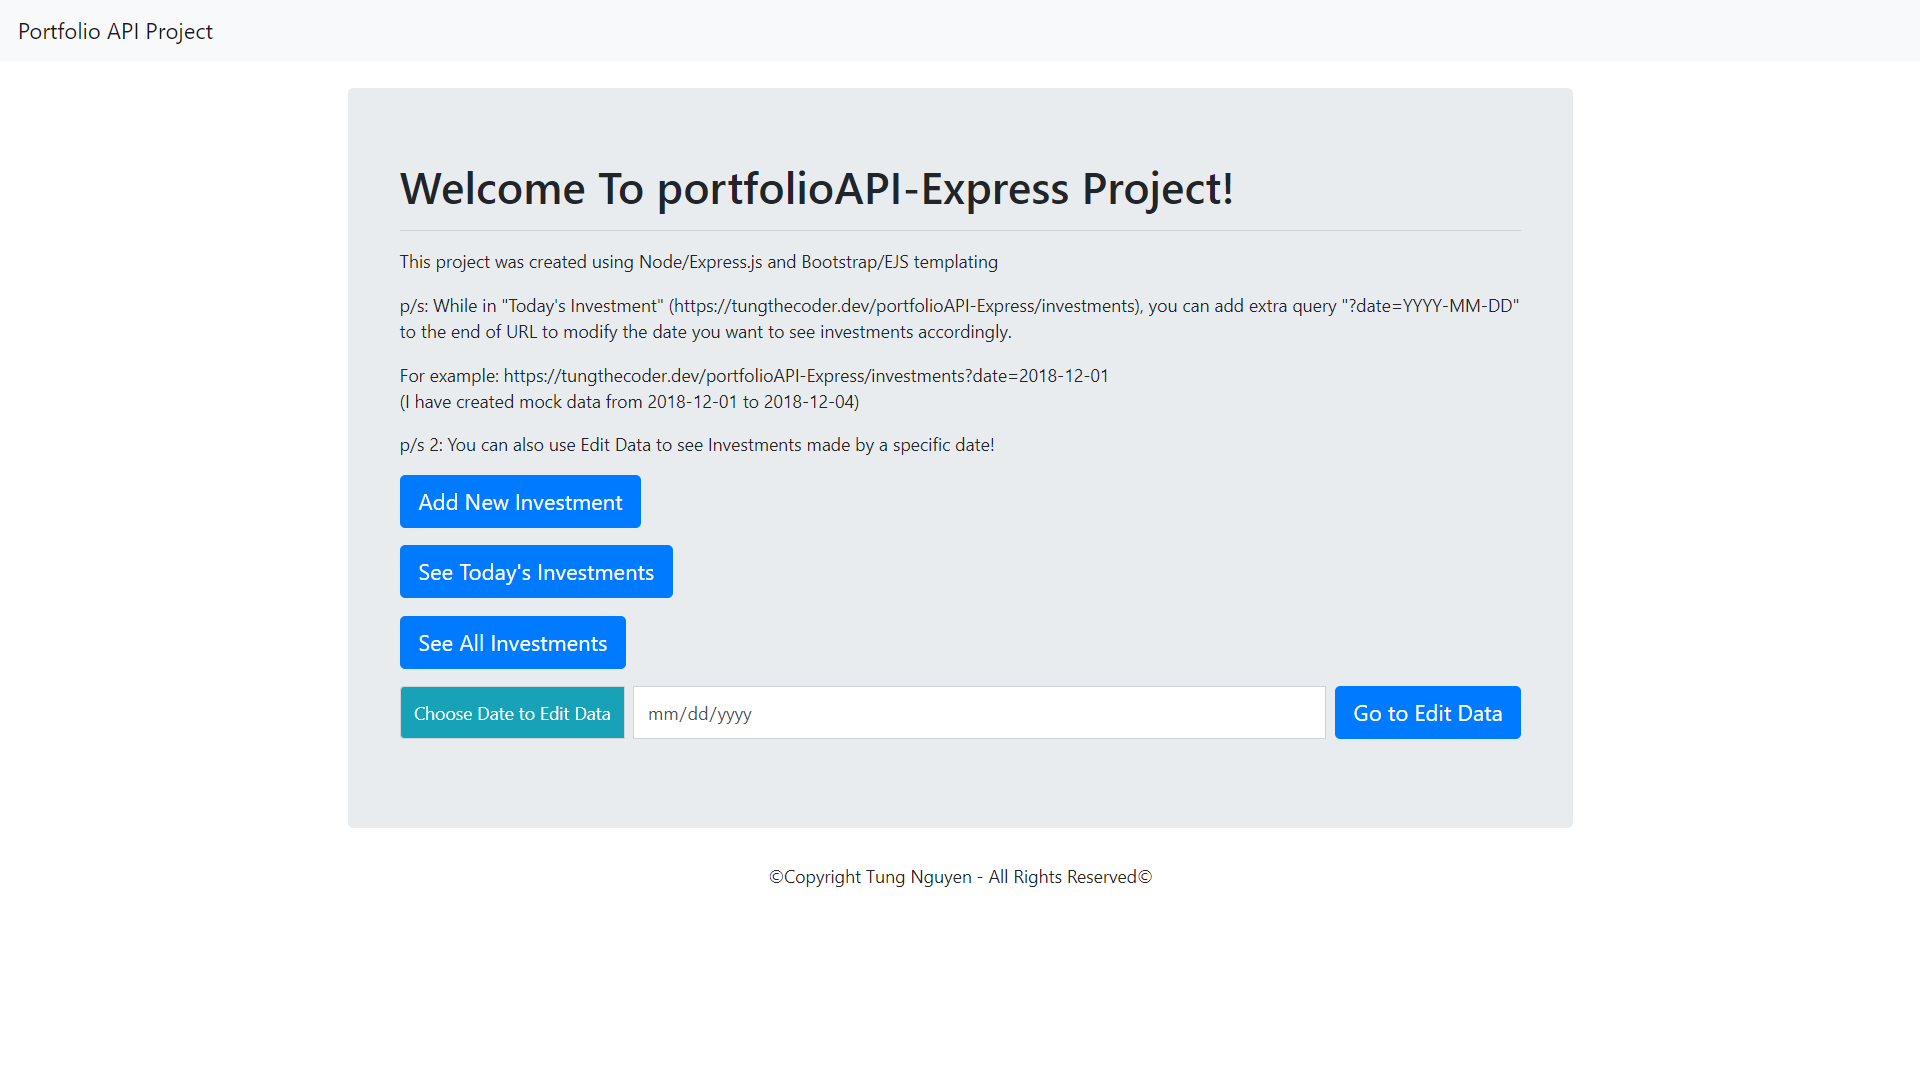 Portfolio API Project
Welcome To portfolioAPI-Express Project!
This project was created using Node/Express.js and Bootstrap/EJS templating
p/s: While in "Today's Investment" (https://tungthecoder.dev/portfolioAPI-Express/investments), you can add extra query "?date=YYYY-MM-DD"
to the end of URL to modify the date you want to see investments accordingly.
For example: https://tungthecoder.dev/portfolioAPI-Express/investments?date=2018-12-01
(I have created mock data from 2018-12-01 to 2018-12-04)
p/s 2: You can also use Edit Data to see Investments made by a specific date!
Add New Investment
See Today's Investments
See All Investments
Choose Date to Edit Data mm/dd/yyyy Go to Edit Data
©Copyright Tung Nguyen - All Rights Reserved©